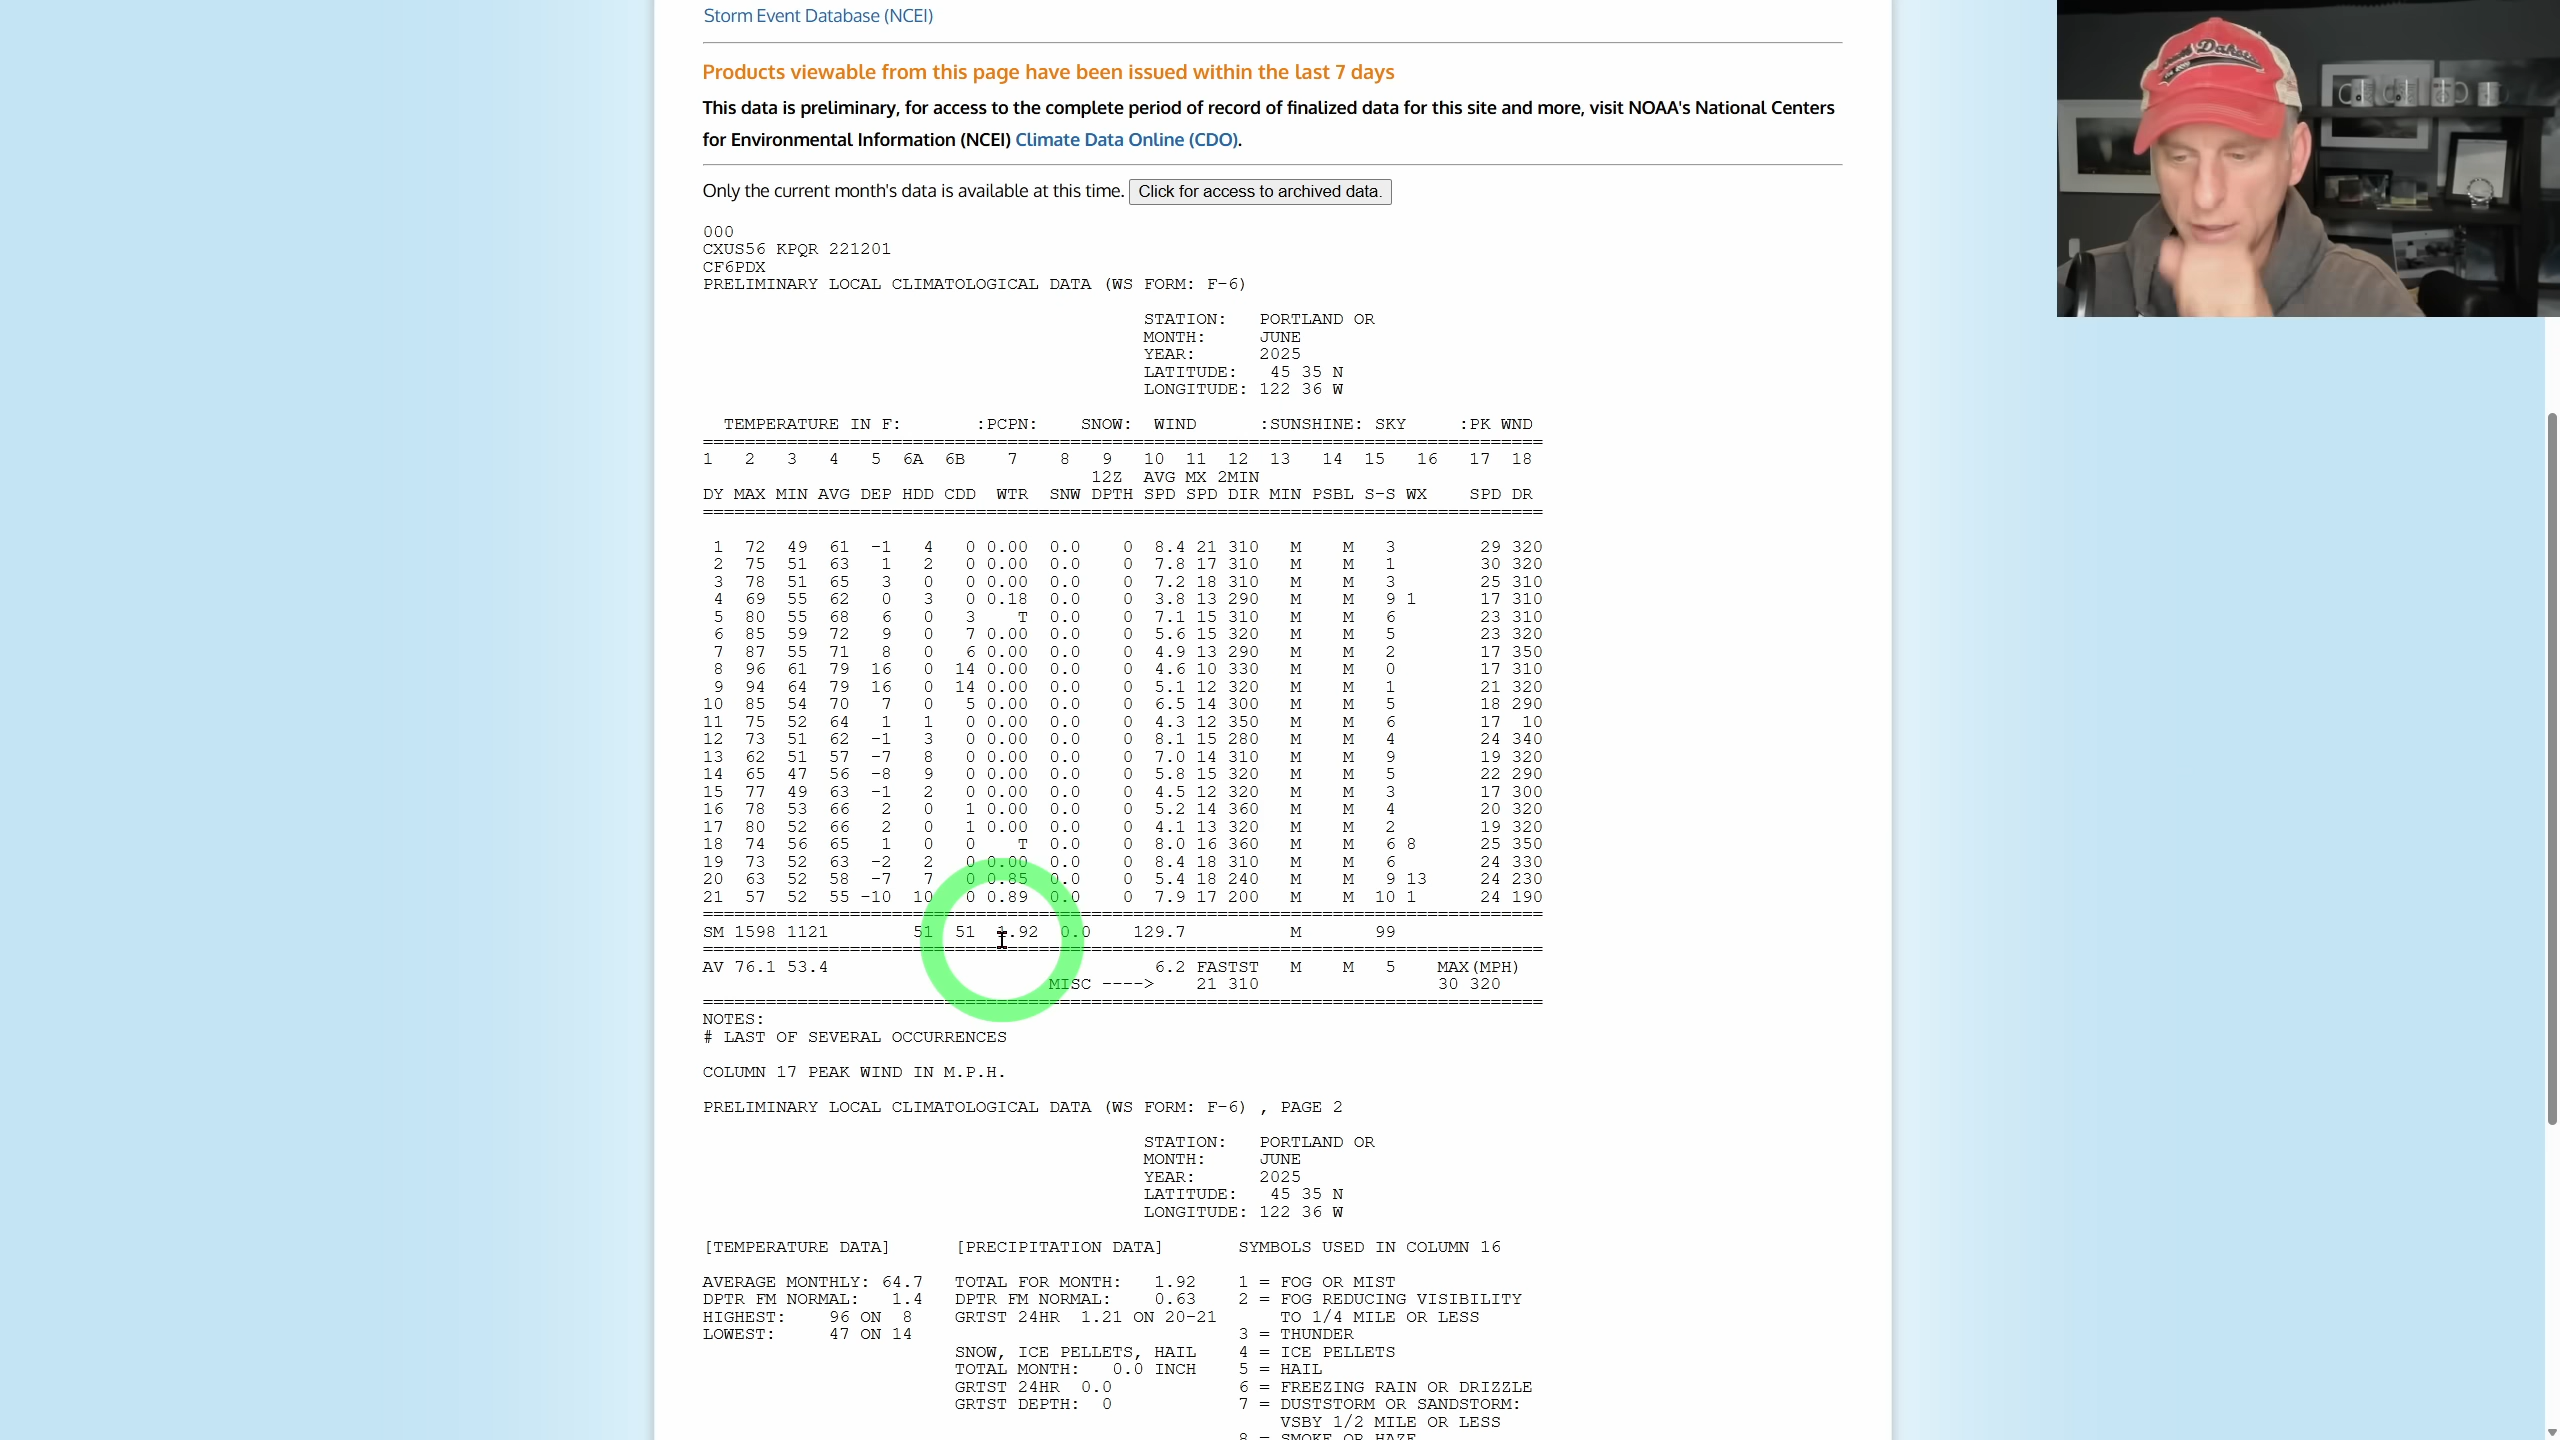 Storm Event Database (NCEI)
Products viewable from this page have been issued within the last 7 days
This data is preliminary, for access to the complete period of record of finalized data for this site and more, visit NOAA's National Centers
for Environmental Information (NCEI) Climate Data Online (CDO).
Only the current month's data is available at this time. Click for access to archived data.
000
CXUS56 KPQR 221201
CF6PDX
PRELIMINARY LOCAL CLIMATOLOGICAL DATA (WS FORM: F-6)
STATION: PORTLAND OR
MONTH: JUNE
YEAR: 2025
LATITUDE: 45 35 N
LONGITUDE: 122 36 W
TEMPERATURE IN F: :PCPN: SNOW: WIND :SUNSHINE: SKY :PK WND
================================================================================
1 2 3 4 5 6A 6B 7 8 9 10 11 12 13 14 15 16 17 18
12Z AVG MX 2MIN
DY MAX MIN AVG DEP HDD CDD WTR SNW DPTH SPD SPD DIR MIN PSBL S-S WX SPD DR
================================================================================
1 72 49 61 -1 4 0 0.00 0.0 0 8.4 21 310 M M 3 29 320
2 75 51 63 1 2 0 0.00 0.0 0 7.8 17 310 M M 1 30 320
3 78 51 65 3 0 0 0.00 0.0 0 7.2 18 310 M M 3 25 310
4 69 55 62 0 3 0 0.18 0.0 0 3.8 13 290 M M 9 1 17 310
5 80 55 68 6 0 3 T 0.0 0 7.1 15 310 M M 6 23 310
6 85 59 72 9 0 7 0.00 0.0 0 5.6 15 320 M M 5 23 320
7 87 55 71 8 0 6 0.00 0.0 0 4.9 13 290 M M 2 17 350
8 96 61 79 16 0 14 0.00 0.0 0 4.6 10 330 M M 0 17 310
9 94 64 79 16 0 14 0.00 0.0 0 5.1 12 320 M M 1 21 320
10 85 54 70 7 0 5 0.00 0.0 0 6.5 14 300 M M 5 18 290
11 75 52 64 1 1 0 0.00 0.0 0 4.3 12 350 M M 6 17 10
12 73 51 62 -1 3 0 0.00 0.0 0 8.1 15 280 M M 4 24 340
13 62 51 57 -7 8 0 0.00 0.0 0 7.0 14 310 M M 9 19 320
14 65 47 56 -8 9 0 0.00 0.0 0 5.8 15 320 M M 5 22 290
15 77 49 63 -1 2 0 0.00 0.0 0 4.5 12 320 M M 3 17 300
16 78 53 66 2 0 1 0.00 0.0 0 5.2 14 360 M M 4 20 320
17 80 52 66 2 0 1 0.00 0.0 0 4.1 13 320 M M 2 19 320
18 74 56 65 1 0 0 T 0.0 0 8.0 16 360 M M 6 8 25 350
19 73 52 63 -2 2 0 0.00 0.0 0 8.4 18 310 M M 6 24 330
20 63 52 58 -7 7 0 0.85 0.0 0 5.4 18 240 M M 9 13 24 230
21 57 52 55 -10 10 0 0.89 0.0 0 7.9 17 200 M M 10 1 24 190
================================================================================
SM 1598 1121 51 51 1.92 0.0 129.7 M 99
================================================================================
AV 76.1 53.4 6.2 FASTST M M 5 MAX(MPH)
MISC ----> 21 310 30 320
================================================================================
NOTES:
# LAST OF SEVERAL OCCURRENCES
COLUMN 17 PEAK WIND IN M.P.H.
PRELIMINARY LOCAL CLIMATOLOGICAL DATA (WS FORM: F-6) , PAGE 2
STATION: PORTLAND OR
MONTH: JUNE
YEAR: 2025
LATITUDE: 45 35 N
LONGITUDE: 122 36 W
[TEMPERATURE DATA] [PRECIPITATION DATA] SYMBOLS USED IN COLUMN 16
AVERAGE MONTHLY: 64.7 TOTAL FOR MONTH: 1.92 1 = FOG OR MIST
DPTR FM NORMAL: 1.4 DPTR FM NORMAL: 0.63 2 = FOG REDUCING VISIBILITY
HIGHEST: 96 ON 8 GRTST 24HR 1.21 ON 20-21 TO 1/4 MILE OR LESS
LOWEST: 47 ON 14 3 = THUNDER
SNOW, ICE PELLETS, HAIL 4 = ICE PELLETS
TOTAL MONTH: 0.0 INCH 5 = HAIL
GRTST 24HR 0.0 6 = FREEZING RAIN OR DRIZZLE
GRTST DEPTH: 0 7 = DUSTSTORM OR SANDSTORM:
VSBY 1/2 MILE OR LESS
8 = SMOKE OR HAZE